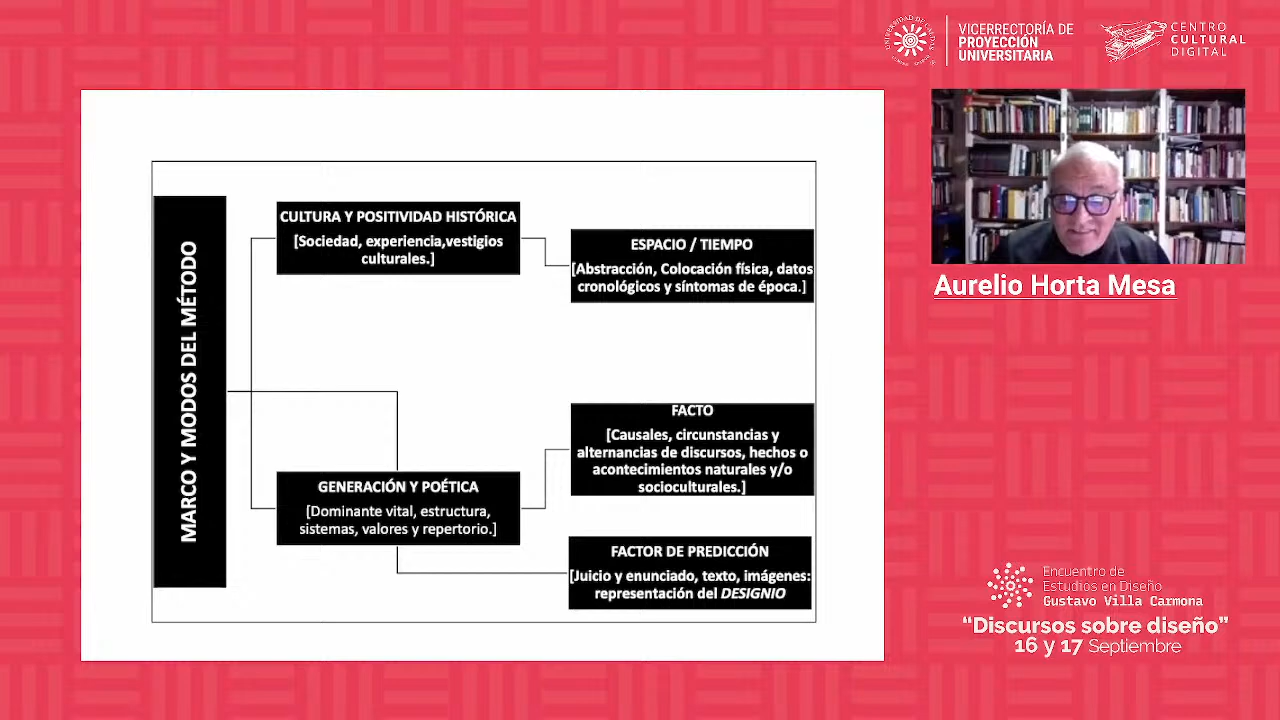 VICERRECTORÍA DE
PROYECCIÓN
UNIVERSITARIA
CENTRO
CULTURAL
DIGITAL
MARCO Y MODOS DEL MÉTODO
CULTURA Y POSITIVIDAD HISTÓRICA
[Sociedad, experiencia,vestigios
culturales.]
ESPACIO / TIEMPO
[Abstracción, Colocación física, datos
cronológicos y síntomas de época.]
FACTO
[Causales, circunstancias y
alternancias de discursos, hechos o
acontecimientos naturales y/o
socioculturales.]
GENERACIÓN Y POÉTICA
[Dominante vital, estructura,
sistemas, valores y repertorio.]
FACTOR DE PREDICCIÓN
[Juicio y enunciado, texto, imágenes:
representación del DESIGNIO
Aurelio Horta Mesa
Encuentro de
Estudios en Diseño
Gustavo Villa Carmona
“Discursos sobre diseño”
16 y 17 Septiembre